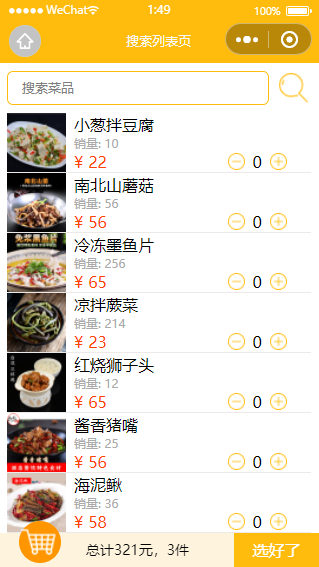 WeChat
1:49
100%
搜索列表页
搜索菜品
小葱拌豆腐
销量: 10
¥ 22
0
南北山蘑菇
销量: 56
¥ 56
0
冷冻墨鱼片
销量: 256
¥ 65
0
凉拌蕨菜
销量: 214
¥ 23
0
红烧狮子头
销量: 12
¥ 65
0
酱香猪嘴
销量: 25
¥ 56
0
海泥鳅
销量: 36
¥ 58
0
总计321元，3件
选好了